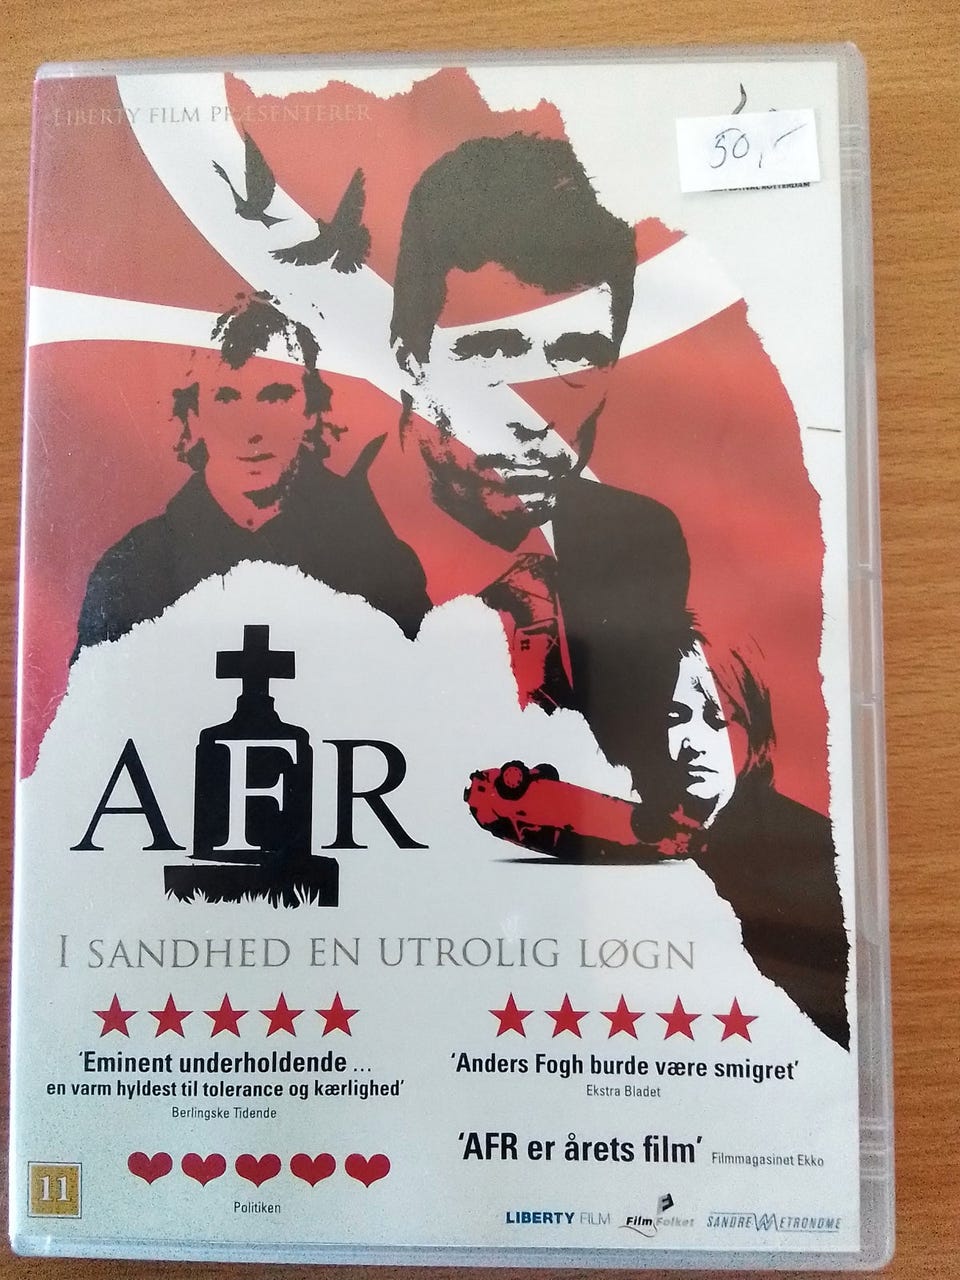 LIBERTY FILM PRÆSENTERER
50,-
ROTTERDAM
AFR
I SANDHED EN UTROLIG LØGN
'Eminent underholdende ...
en varm hyldest til tolerance og kærlighed'
Berlingske Tidende
'Anders Fogh burde være smigret'
Ekstra Bladet
'AFR er årets film' Filmmagasinet Ekko
Politiken
11
LIBERTY FILM
FilmFolket
SANDREW METRONOME